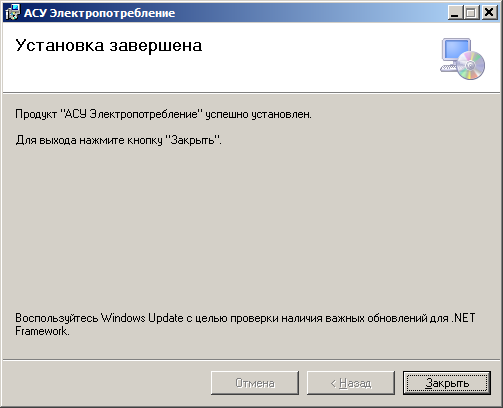 АСУ Электропотребление
Установка завершена
Продукт "АСУ Электропотребление" успешно установлен.
Для выхода нажмите кнопку "Закрыть".
Воспользуйтесь Windows Update с целью проверки наличия важных обновлений для .NET
Framework.
Отмена < Назад Закрыть